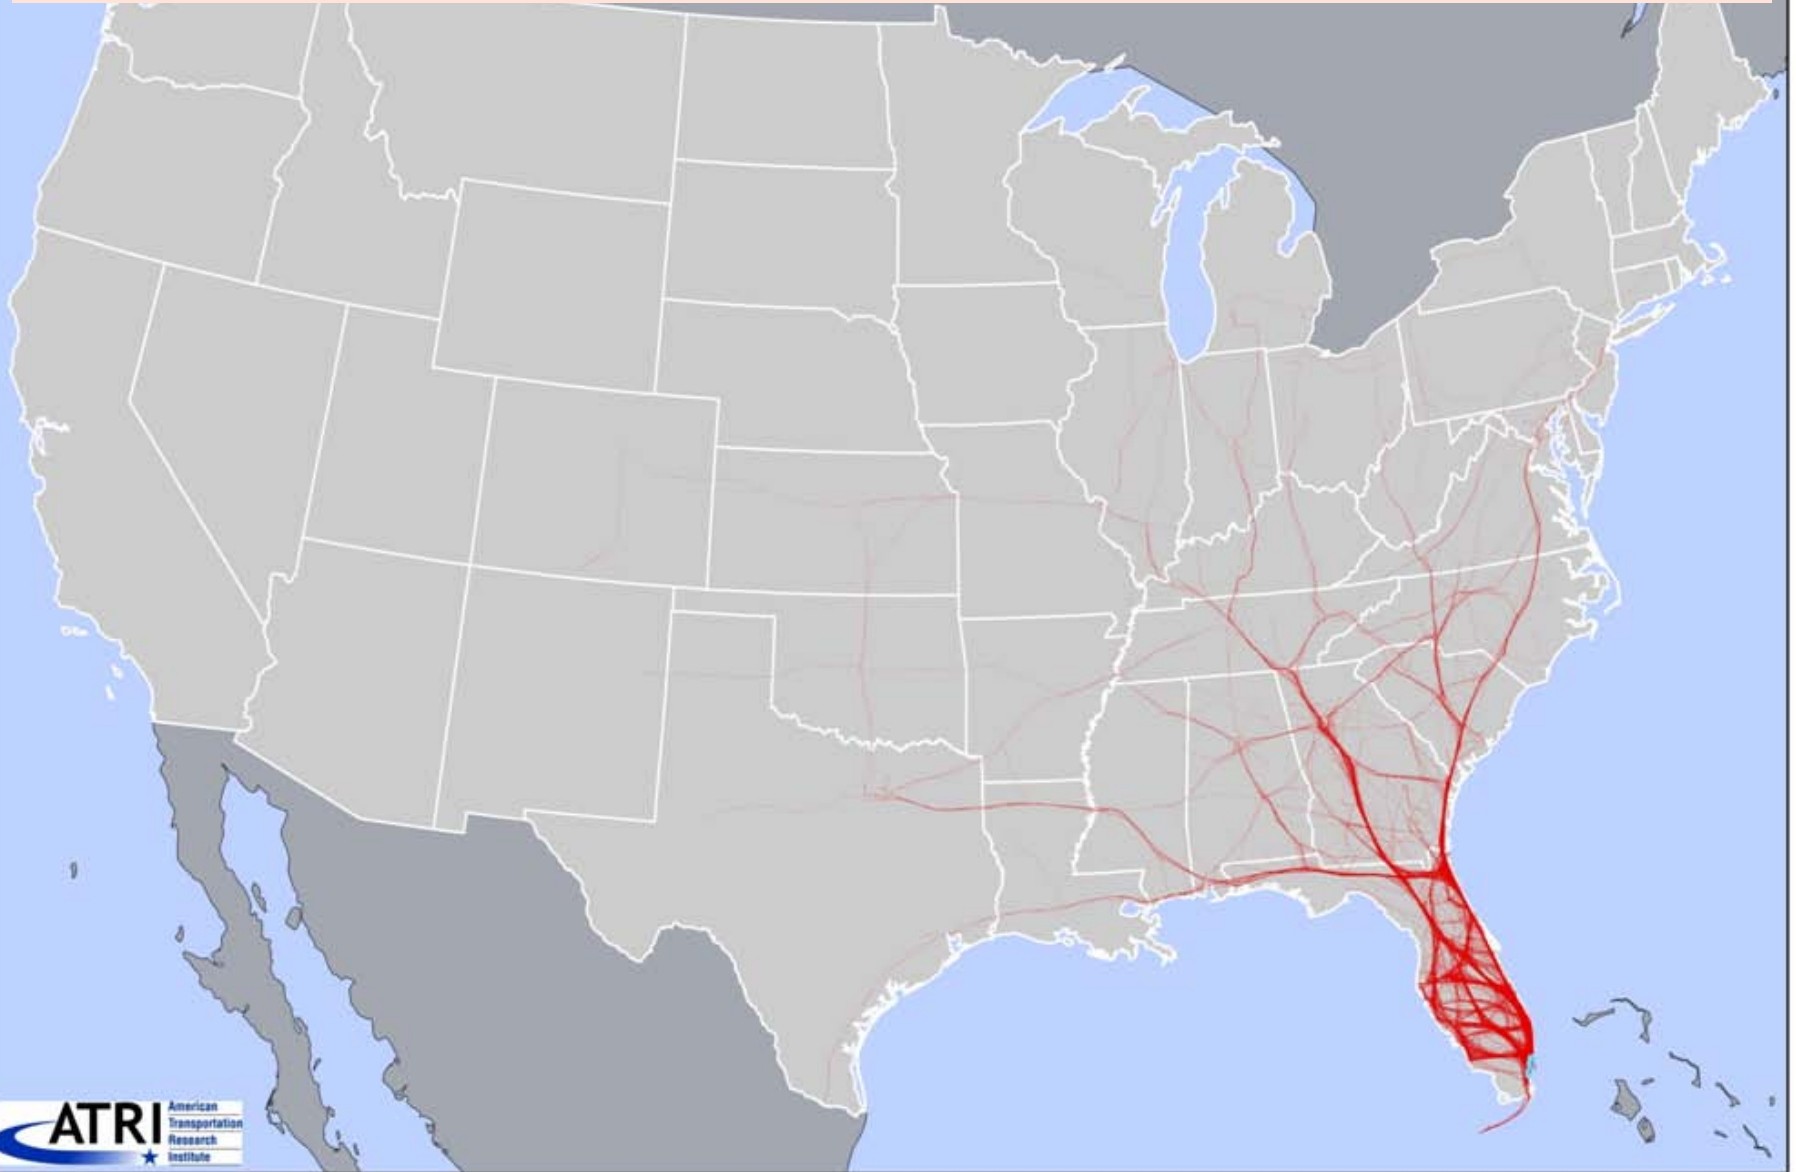 ATRI
American
Transportation
Research
Institute